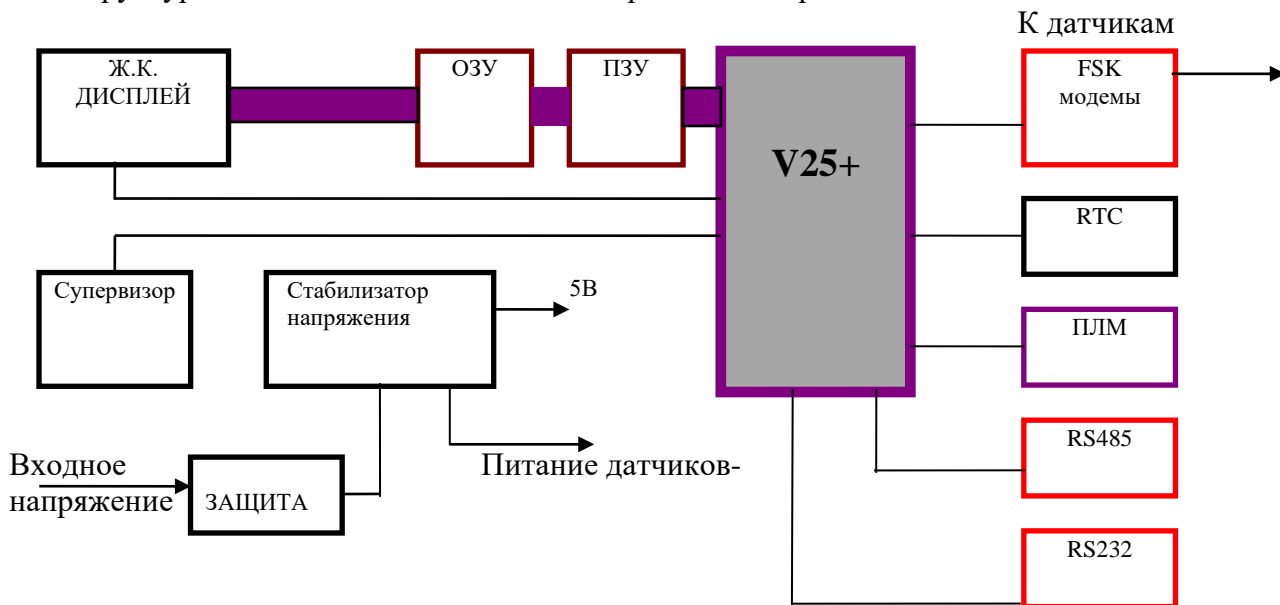 К датчикам
Ж.К.
ДИСПЛЕЙ
ОЗУ
ПЗУ
V25+
FSK
модемы
RTC
Супервизор
Стабилизатор
напряжения
5В
ПЛМ
RS485
Входное
напряжение
ЗАЩИТА
Питание датчиков-
RS232